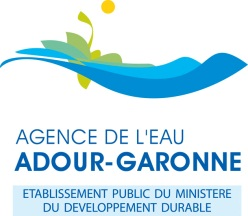 AGENCE DE L'EAU
ADOUR-GARONNE
ETABLISSEMENT PUBLIC DU MINISTERE
DU DEVELOPPEMENT DURABLE